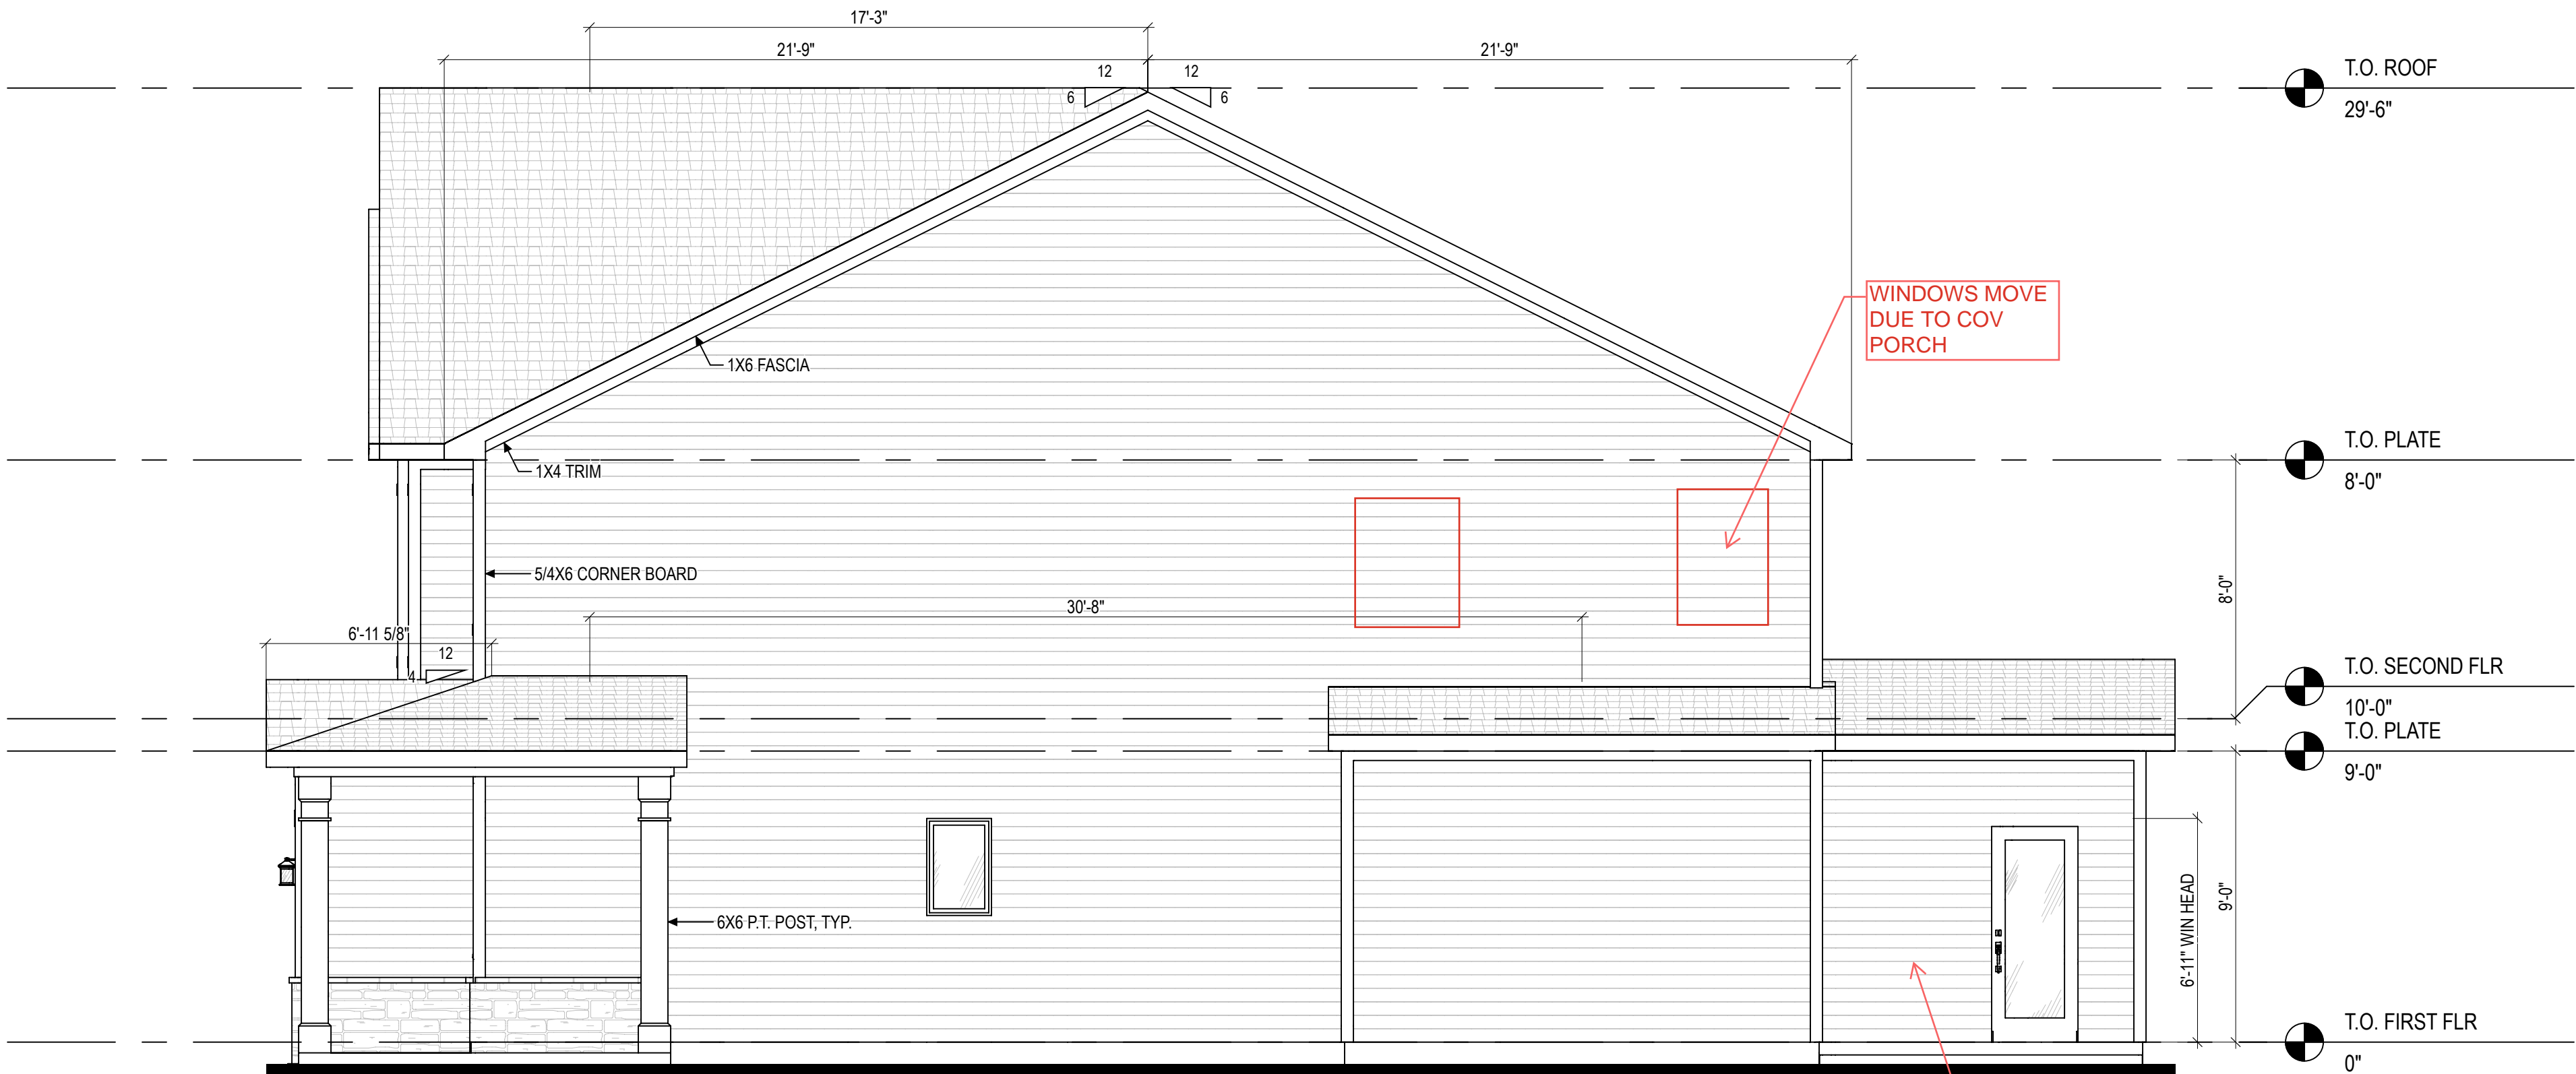 17'-3"
21'-9"
21'-9"
12
12
6
6
T.O. ROOF
29'-6"
WINDOWS MOVE
DUE TO COV
PORCH
1X6 FASCIA
T.O. PLATE
8'-0"
1X4 TRIM
5/4X6 CORNER BOARD
8'-0"
30'-8"
6'-11 5/8"
12
4
T.O. SECOND FLR
10'-0"
T.O. PLATE
9'-0"
6X6 P.T. POST, TYP.
6'-11" WIN HEAD
9'-0"
T.O. FIRST FLR
0"